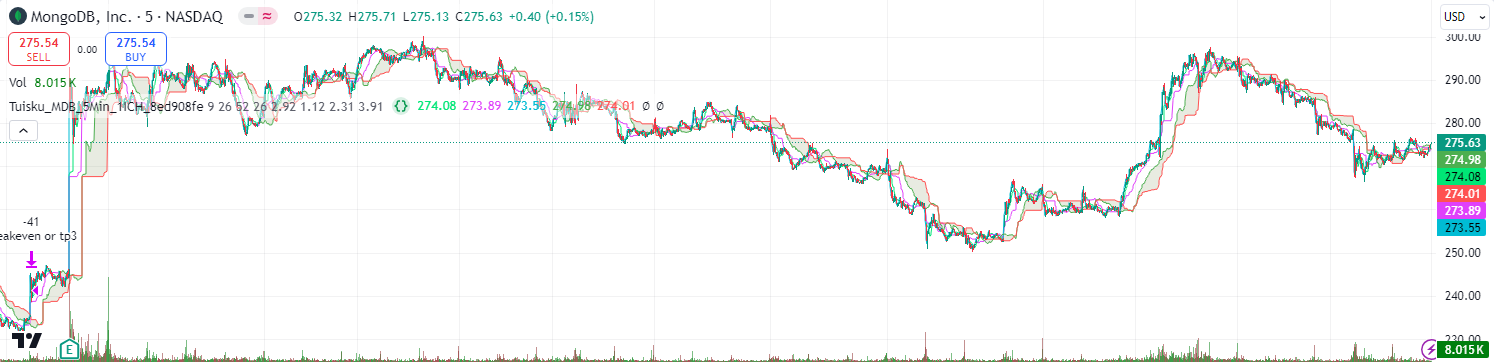 MongoDB, Inc. · 5 · NASDAQ O275.32 H275.71 L275.13 C275.63 +0.40 (+0.15%)
USD
275.54 SELL
0.00
275.54 BUY
Vol 8.015 K
Tuisku_MDB_5Min_1ICH_8ed908fe 9 26 52 26 2.92 1.12 2.31 3.91 274.08 273.89 273.55 274.98 274.01 Ø Ø
-41
eakeven or tp3
E
300.00
290.00
280.00
275.63
274.98
274.08
274.01
273.89
273.55
250.00
240.00
230.00
8.015 K